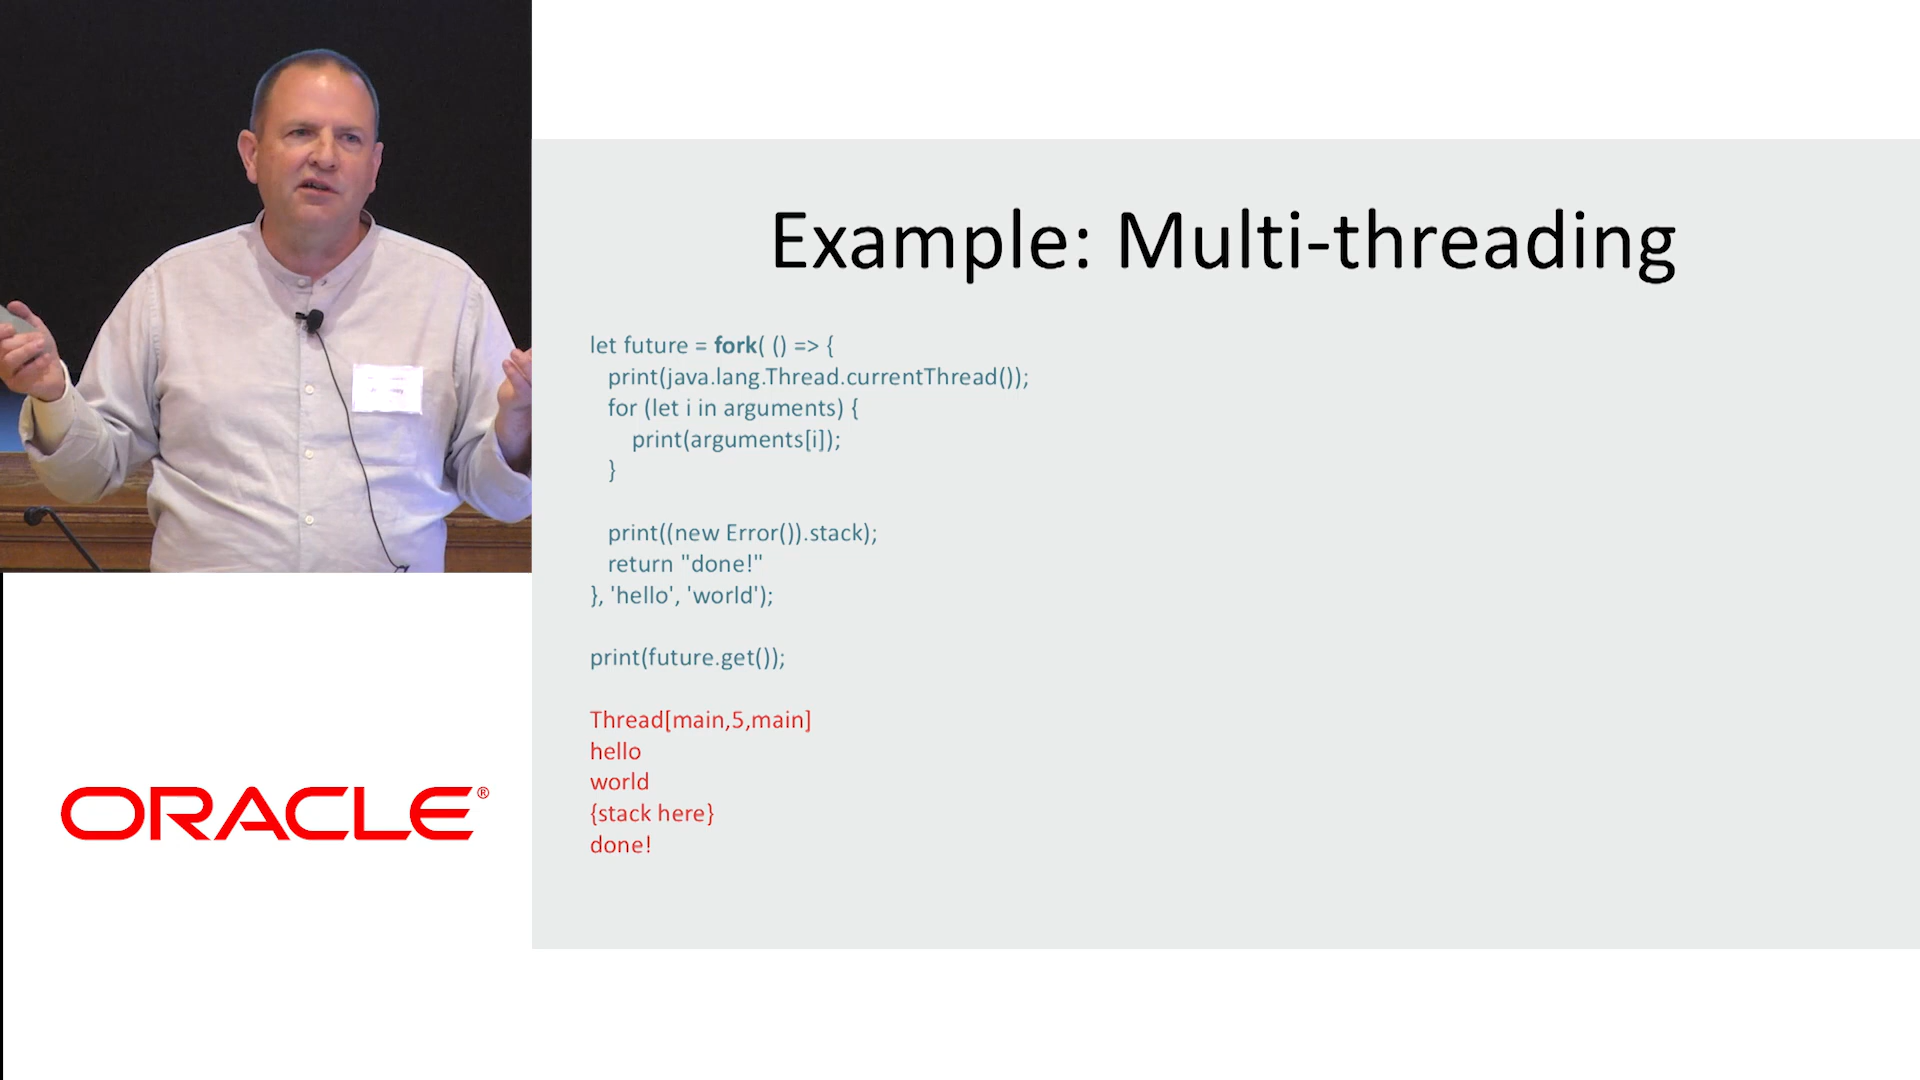 Example: Multi-threading
let future = fork( () => {
print(java.lang.Thread.currentThread());
for (let i in arguments) {
print(arguments[i]);
}
print((new Error()).stack);
return "done!"
}, 'hello', 'world');
print(future.get());
Thread[main,5,main]
hello
world
{stack here}
done!
ORACLE®